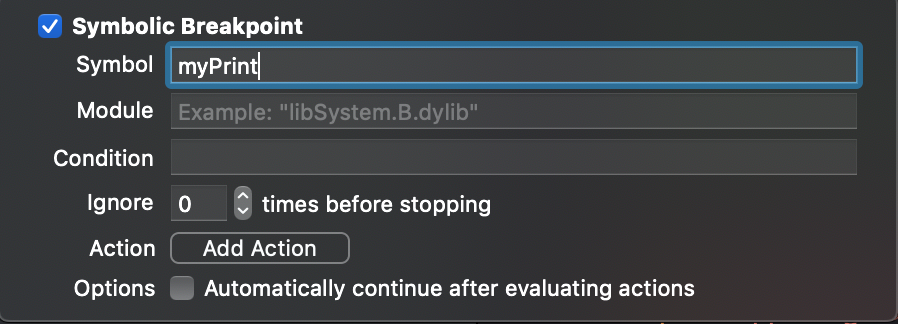 Symbolic Breakpoint
Symbol myPrint
Module Example: "libSystem.B.dylib"
Condition
Ignore 0 times before stopping
Action Add Action
Options Automatically continue after evaluating actions